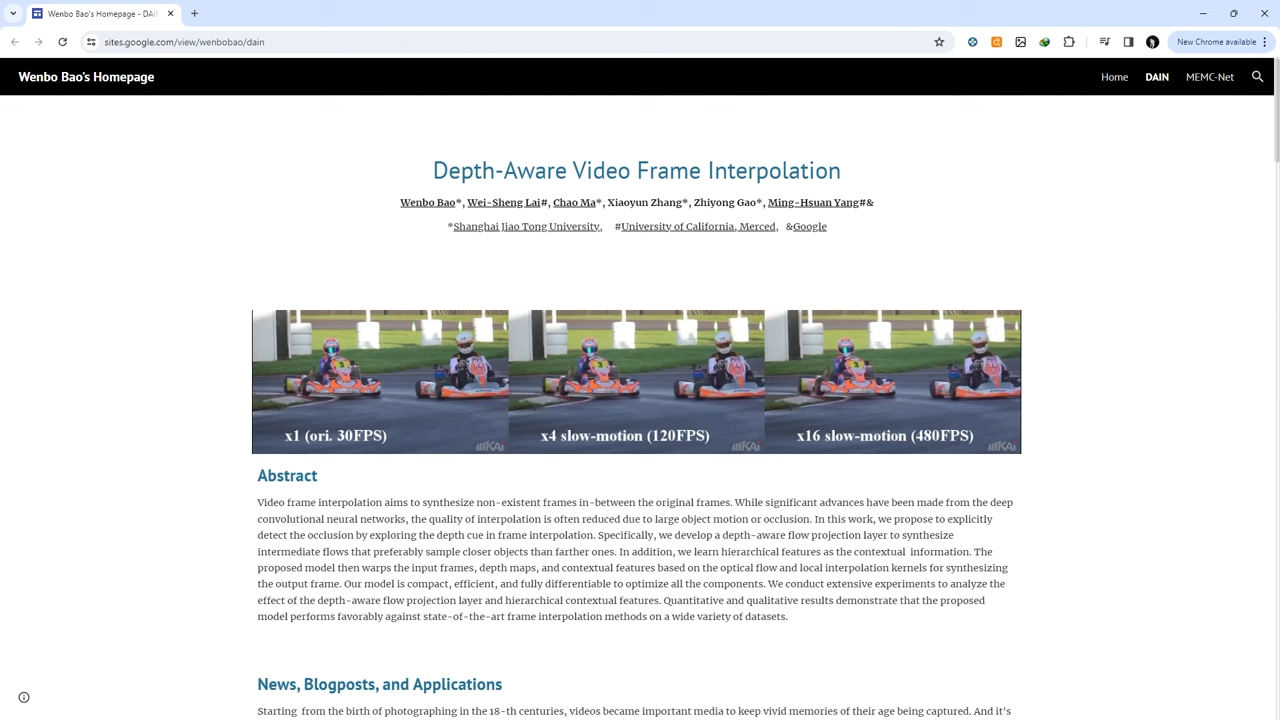 Wenbo Bao's Homepage - DAI
sites.google.com/view/wenbobao/dain
New Chrome available
Wenbo Bao's Homepage
Home
DAIN
MEMC-Net
Depth-Aware Video Frame Interpolation
Wenbo Bao*, Wei-Sheng Lai#, Chao Ma*, Xiaoyun Zhang*, Zhiyong Gao*, Ming-Hsuan Yang#&
*Shanghai Jiao Tong University, #University of California, Merced, &Google
x1 (ori. 30FPS)
x4 slow-motion (120FPS)
x16 slow-motion (480FPS)
Abstract
Video frame interpolation aims to synthesize non-existent frames in-between the original frames. While significant advances have been made from the deep
convolutional neural networks, the quality of interpolation is often reduced due to large object motion or occlusion. In this work, we propose to explicitly
detect the occlusion by exploring the depth cue in frame interpolation. Specifically, we develop a depth-aware flow projection layer to synthesize
intermediate flows that preferably sample closer objects than farther ones. In addition, we learn hierarchical features as the contextual information. The
proposed model then warps the input frames, depth maps, and contextual features based on the optical flow and local interpolation kernels for synthesizing
the output frame. Our model is compact, efficient, and fully differentiable to optimize all the components. We conduct extensive experiments to analyze the
effect of the depth-aware flow projection layer and hierarchical contextual features. Quantitative and qualitative results demonstrate that the proposed
model performs favorably against state-of-the-art frame interpolation methods on a wide variety of datasets.
News, Blogposts, and Applications
Starting from the birth of photographing in the 18-th centuries, videos became important media to keep vivid memories of their age being captured. And it's